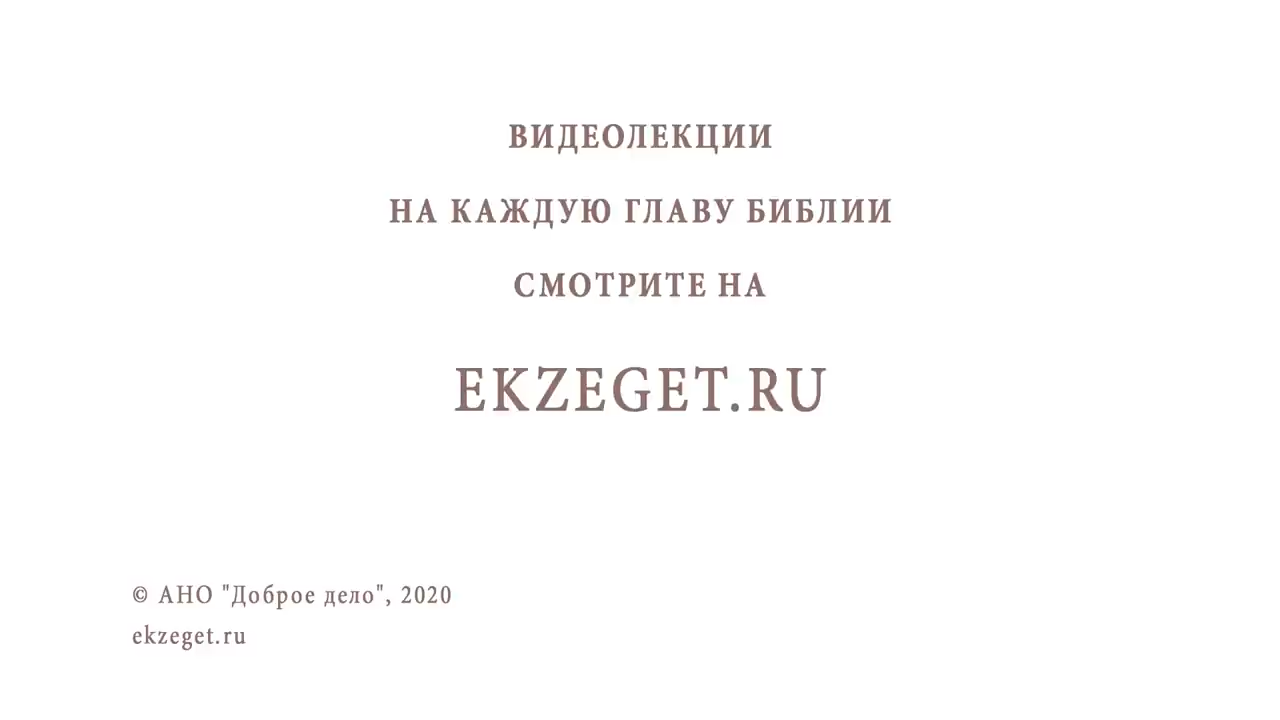 ВИДЕОЛЕКЦИИ
НА КАЖДУЮ ГЛАВУ БИБЛИИ
СМОТРИТЕ НА
EKZEGET.RU
© АНО "Доброе дело", 2020
ekzeget.ru